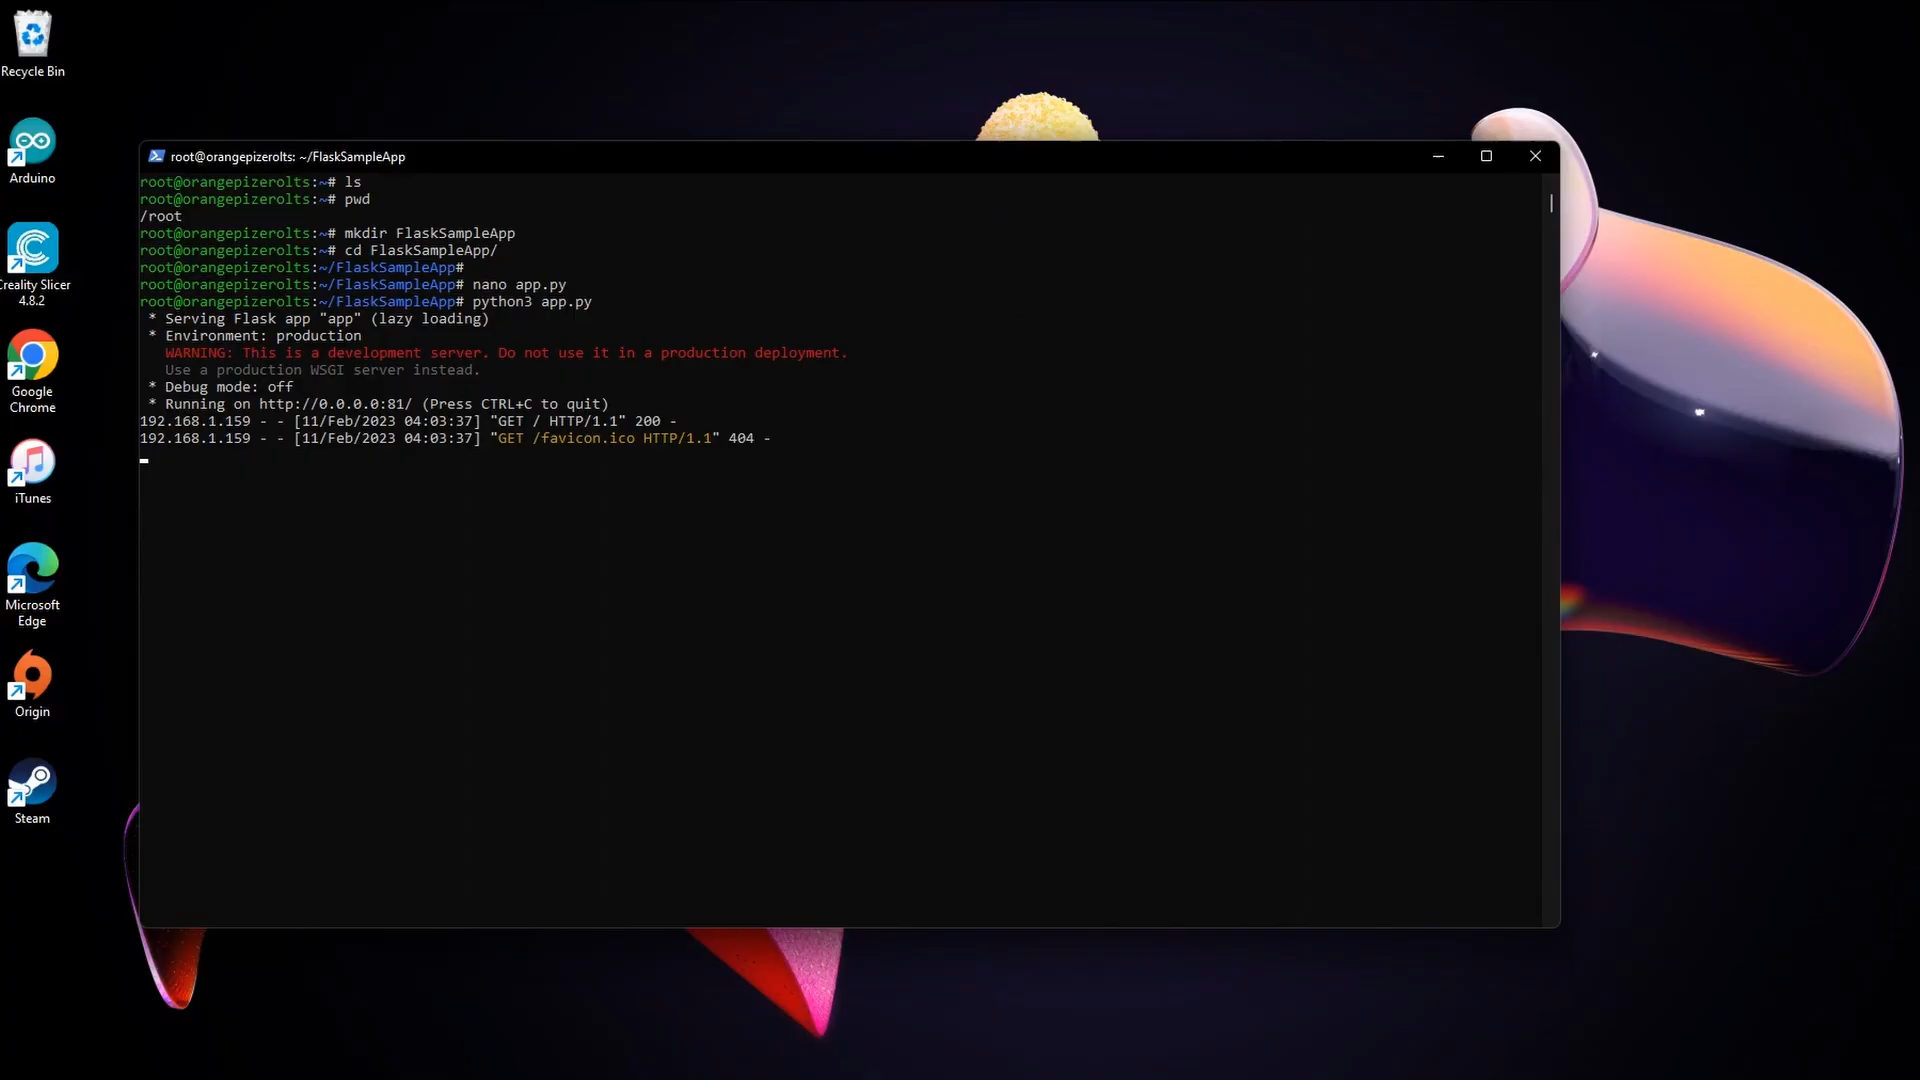 Recycle Bin
Arduino
Creality Slicer
4.8.2
Google
Chrome
iTunes
Microsoft
Edge
Origin
Steam
root@orangepizerolts: ~/FlaskSampleApp
root@orangepizerolts:~# ls
root@orangepizerolts:~# pwd
/root
root@orangepizerolts:~# mkdir FlaskSampleApp
root@orangepizerolts:~# cd FlaskSampleApp/
root@orangepizerolts:~/FlaskSampleApp#
root@orangepizerolts:~/FlaskSampleApp# nano app.py
root@orangepizerolts:~/FlaskSampleApp# python3 app.py
* Serving Flask app "app" (lazy loading)
* Environment: production
WARNING: This is a development server. Do not use it in a production deployment.
Use a production WSGI server instead.
* Debug mode: off
* Running on http://0.0.0.0:81/ (Press CTRL+C to quit)
192.168.1.159 - - [11/Feb/2023 04:03:37] "GET / HTTP/1.1" 200 -
192.168.1.159 - - [11/Feb/2023 04:03:37] "GET /favicon.ico HTTP/1.1" 404 -